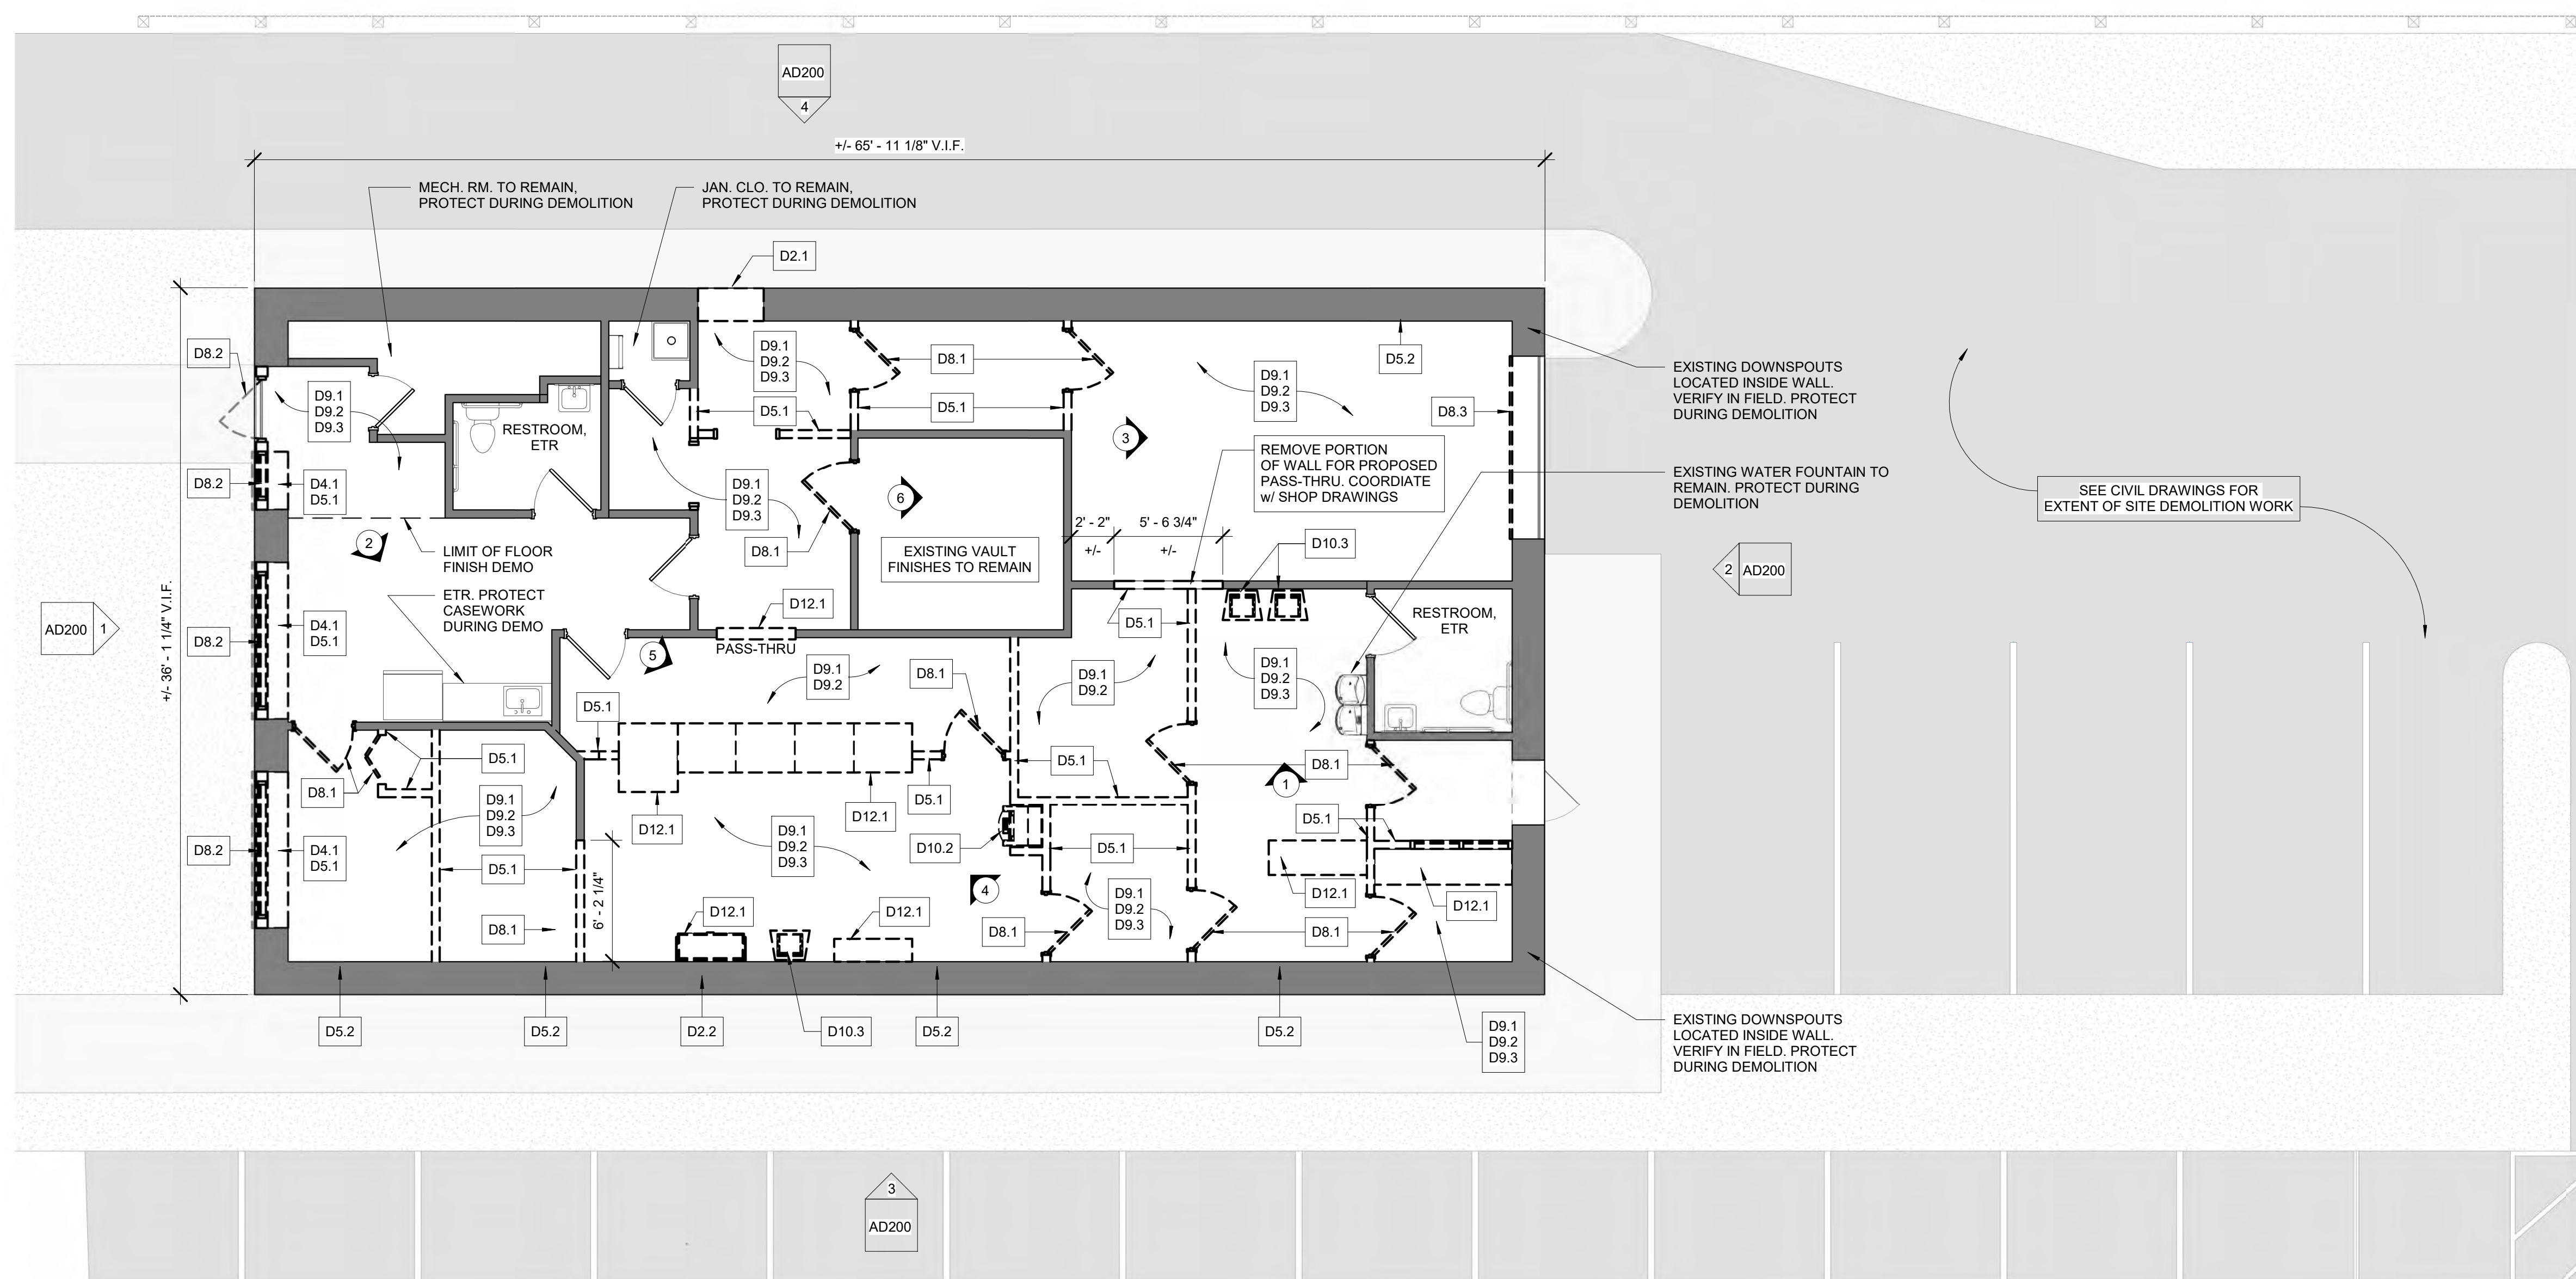 AD200
4
+/- 65' - 11 1/8" V.I.F.
MECH. RM. TO REMAIN,
PROTECT DURING DEMOLITION
JAN. CLO. TO REMAIN,
PROTECT DURING DEMOLITION
D2.1
D8.2
D9.1
D9.2
D9.3
D9.1
D9.2
D9.3
D8.1
D5.2
D9.1
D9.2
D9.3
EXISTING DOWNSPOUTS
LOCATED INSIDE WALL.
VERIFY IN FIELD. PROTECT
DURING DEMOLITION
D5.1
D5.1
D8.3
RESTROOM,
ETR
3
REMOVE PORTION
OF WALL FOR PROPOSED
PASS-THRU. COORDIATE
w/ SHOP DRAWINGS
EXISTING WATER FOUNTAIN TO
REMAIN. PROTECT DURING
DEMOLITION
D8.2
D4.1
D5.1
D9.1
D9.2
D9.3
6
SEE CIVIL DRAWINGS FOR
EXTENT OF SITE DEMOLITION WORK
2
LIMIT OF FLOOR
FINISH DEMO
D8.1
EXISTING VAULT
FINISHES TO REMAIN
2' - 2"
+/-
5' - 6 3/4"
+/-
D10.3
2
AD200
AD200
1
+/- 36' - 1 1/4" V.I.F.
D8.2
D4.1
D5.1
ETR. PROTECT
CASEWORK
DURING DEMO
D12.1
PASS-THRU
5
D5.1
RESTROOM,
ETR
D9.1
D9.2
D8.1
D9.1
D9.2
D9.1
D9.2
D9.3
D5.1
D5.1
D8.1
D5.1
D8.1
1
D8.1
D9.1
D9.2
D9.3
D12.1
D12.1
D5.1
D5.1
D8.2
D4.1
D5.1
D5.1
D9.1
D9.2
D9.3
D10.2
D5.1
D12.1
D12.1
6' - 2 1/4"
D8.1
D12.1
D12.1
4
D8.1
D9.1
D9.2
D9.3
D8.1
D5.2
D5.2
D2.2
D10.3
D5.2
D5.2
D9.1
D9.2
D9.3
EXISTING DOWNSPOUTS
LOCATED INSIDE WALL.
VERIFY IN FIELD. PROTECT
DURING DEMOLITION
3
AD200